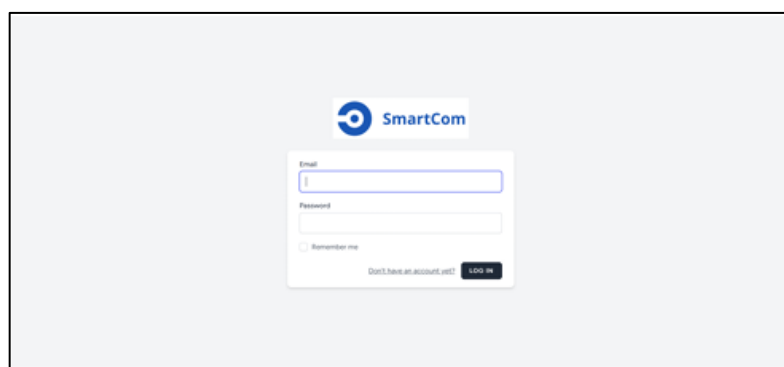 SmartCom
Email
Password
Remember me
Don't have an account yet? LOG IN